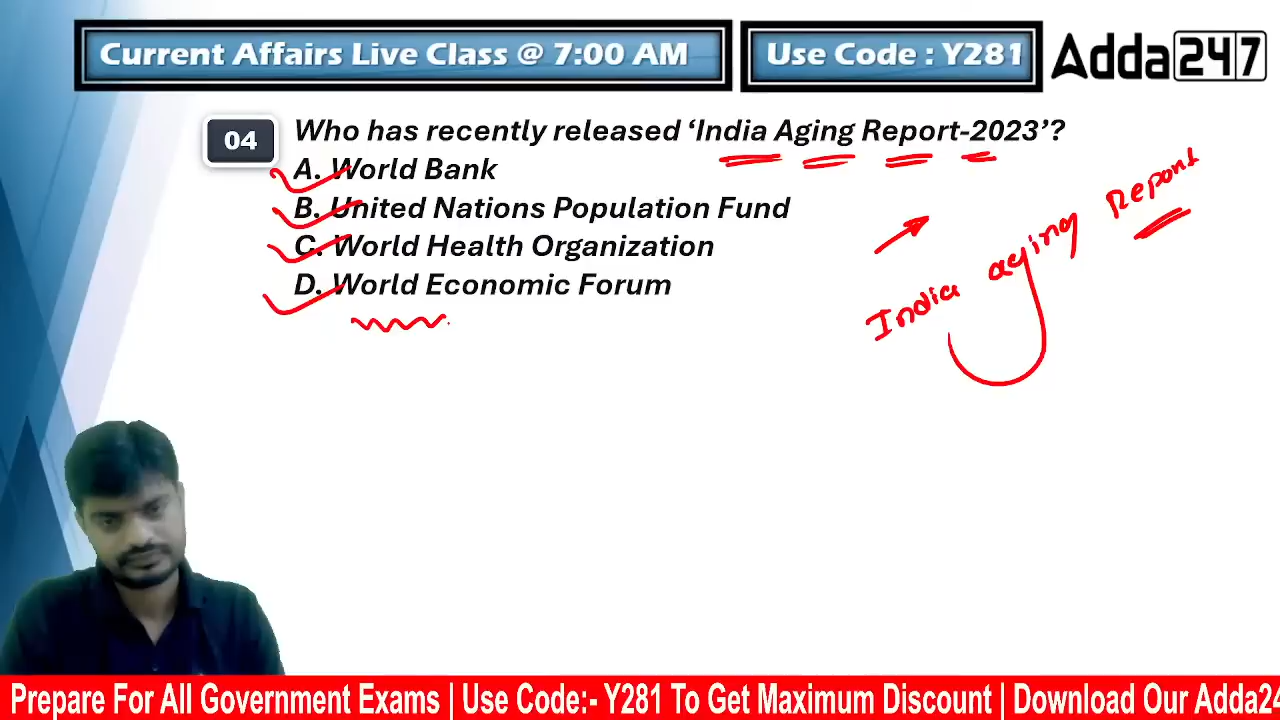 Current Affairs Live Class @ 7:00 AM
Use Code : Y281
Adda247
04
Who has recently released ‘India Aging Report-2023’?
A. World Bank
B. United Nations Population Fund
C. World Health Organization
D. World Economic Forum
India aging Report
Prepare For All Government Exams | Use Code:- Y281 To Get Maximum Discount | Download Our Adda24